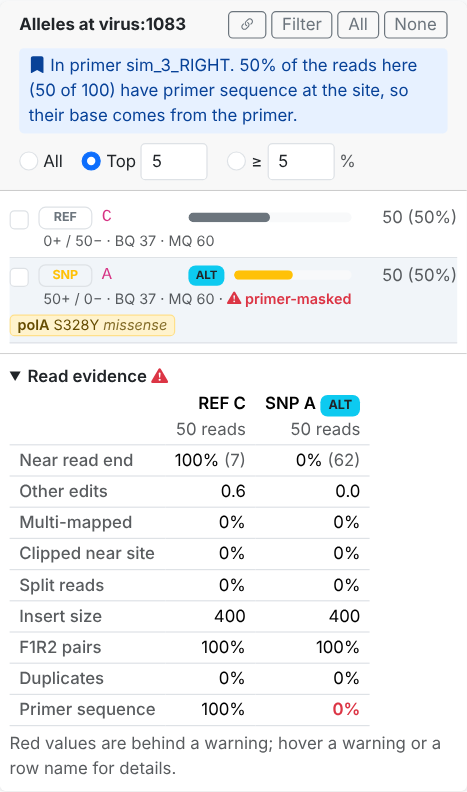 Alleles at virus:1083 Filter All None
In primer sim_3_RIGHT. 50% of the reads here
(50 of 100) have primer sequence at the site, so
their base comes from the primer.
All Top 5 ≥ 5 %
REF C 50 (50%)
0+ / 50− · BQ 37 · MQ 60
SNP A ALT 50 (50%)
50+ / 0− · BQ 37 · MQ 60 · primer-masked
polA S328Y missense
▼ Read evidence
REF C SNP A ALT
50 reads 50 reads
Near read end 100% (7) 0% (62)
Other edits 0.6 0.0
Multi-mapped 0% 0%
Clipped near site 0% 0%
Split reads 0% 0%
Insert size 400 400
F1R2 pairs 100% 100%
Duplicates 0% 0%
Primer sequence 100% 0%
Red values are behind a warning; hover a warning or a
row name for details.